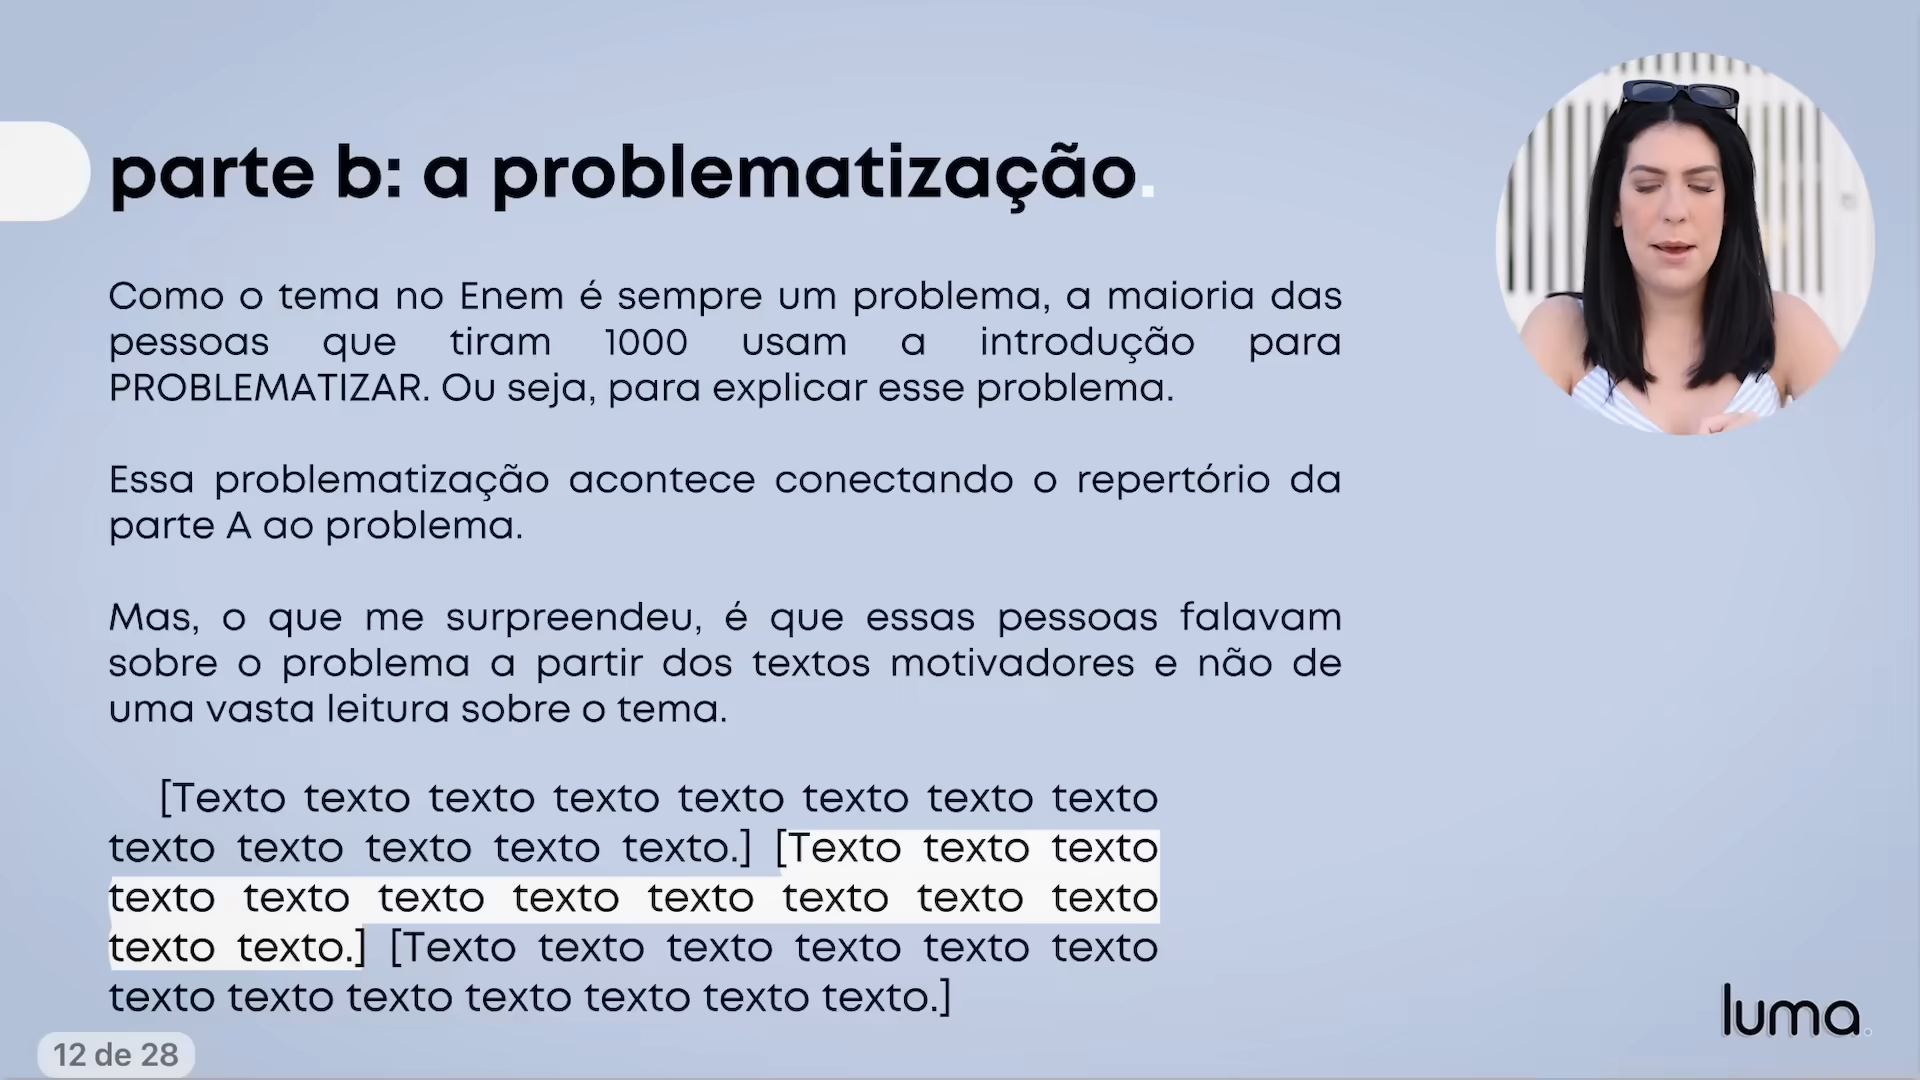 parte b: a problematização.
Como o tema no Enem é sempre um problema, a maioria das
pessoas que tiram 1000 usam a introdução para
PROBLEMATIZAR. Ou seja, para explicar esse problema.
Essa problematização acontece conectando o repertório da
parte A ao problema.
Mas, o que me surpreendeu, é que essas pessoas falavam
sobre o problema a partir dos textos motivadores e não de
uma vasta leitura sobre o tema.
[Texto texto texto texto texto texto texto texto
texto texto texto texto texto.] [Texto texto texto
texto texto texto texto texto texto texto texto
texto texto.] [Texto texto texto texto texto texto
texto texto texto texto texto texto texto.]
12 de 28
luma.